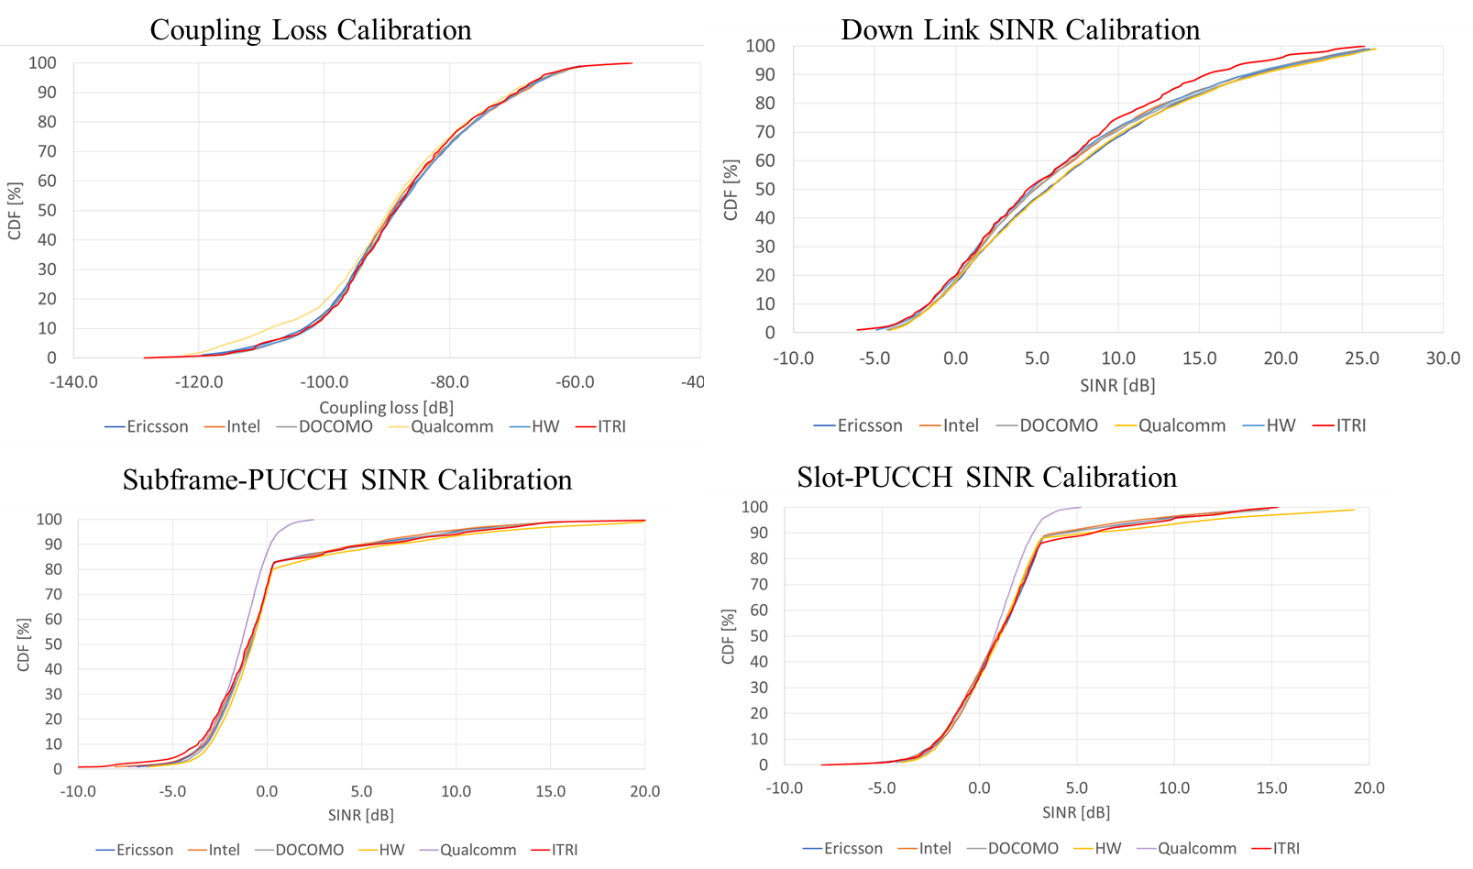 Coupling Loss Calibration
100
90
80
70
60
50
40
30
20
10
0
CDF [%]
-140.0 -120.0 -100.0 -80.0 -60.0 -40
Coupling loss [dB]
Ericsson Intel DOCOMO Qualcomm HW ITRI
Down Link SINR Calibration
100
90
80
70
60
50
40
30
20
10
0
CDF [%]
-10.0 -5.0 0.0 5.0 10.0 15.0 20.0 25.0 30.0
SINR [dB]
Ericsson Intel DOCOMO Qualcomm HW ITRI
Subframe-PUCCH SINR Calibration
100
90
80
70
60
50
40
30
20
10
0
CDF [%]
-10.0 -5.0 0.0 5.0 10.0 15.0 20.0
SINR [dB]
Ericsson Intel DOCOMO HW Qualcomm ITRI
Slot-PUCCH SINR Calibration
100
90
80
70
60
50
40
30
20
10
0
CDF [%]
-10.0 -5.0 0.0 5.0 10.0 15.0 20.0
SINR [dB]
Ericsson Intel DOCOMO HW Qualcomm ITRI